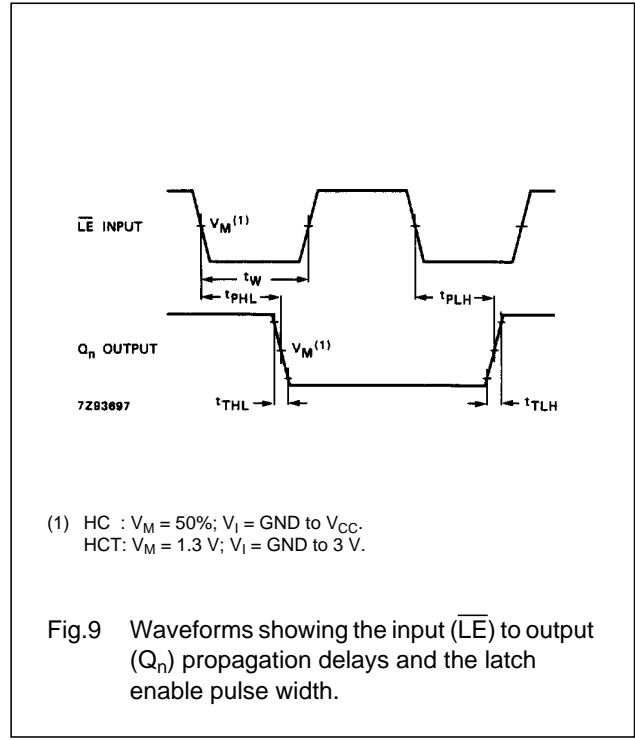 L̅E̅ INPUT
V_M(1)
t_W
t_PHL
t_PLH
Q_n OUTPUT
V_M(1)
7Z93697
t_THL
t_TLH
(1) HC : V_M = 50%; V_I = GND to V_CC.
HCT: V_M = 1.3 V; V_I = GND to 3 V.
Fig.9 Waveforms showing the input (L̅E̅) to output
(Q_n) propagation delays and the latch
enable pulse width.